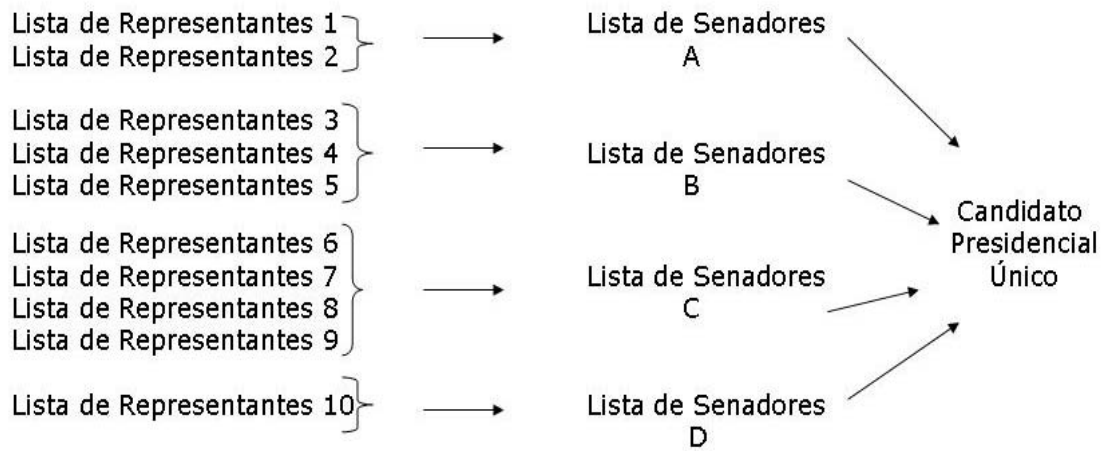 Lista de Representantes 1
Lista de Representantes 2
Lista de Senadores
A
Lista de Representantes 3
Lista de Representantes 4
Lista de Representantes 5
Lista de Senadores
B
Lista de Representantes 6
Lista de Representantes 7
Lista de Representantes 8
Lista de Representantes 9
Lista de Senadores
C
Lista de Representantes 10
Lista de Senadores
D
Candidato
Presidencial
Único